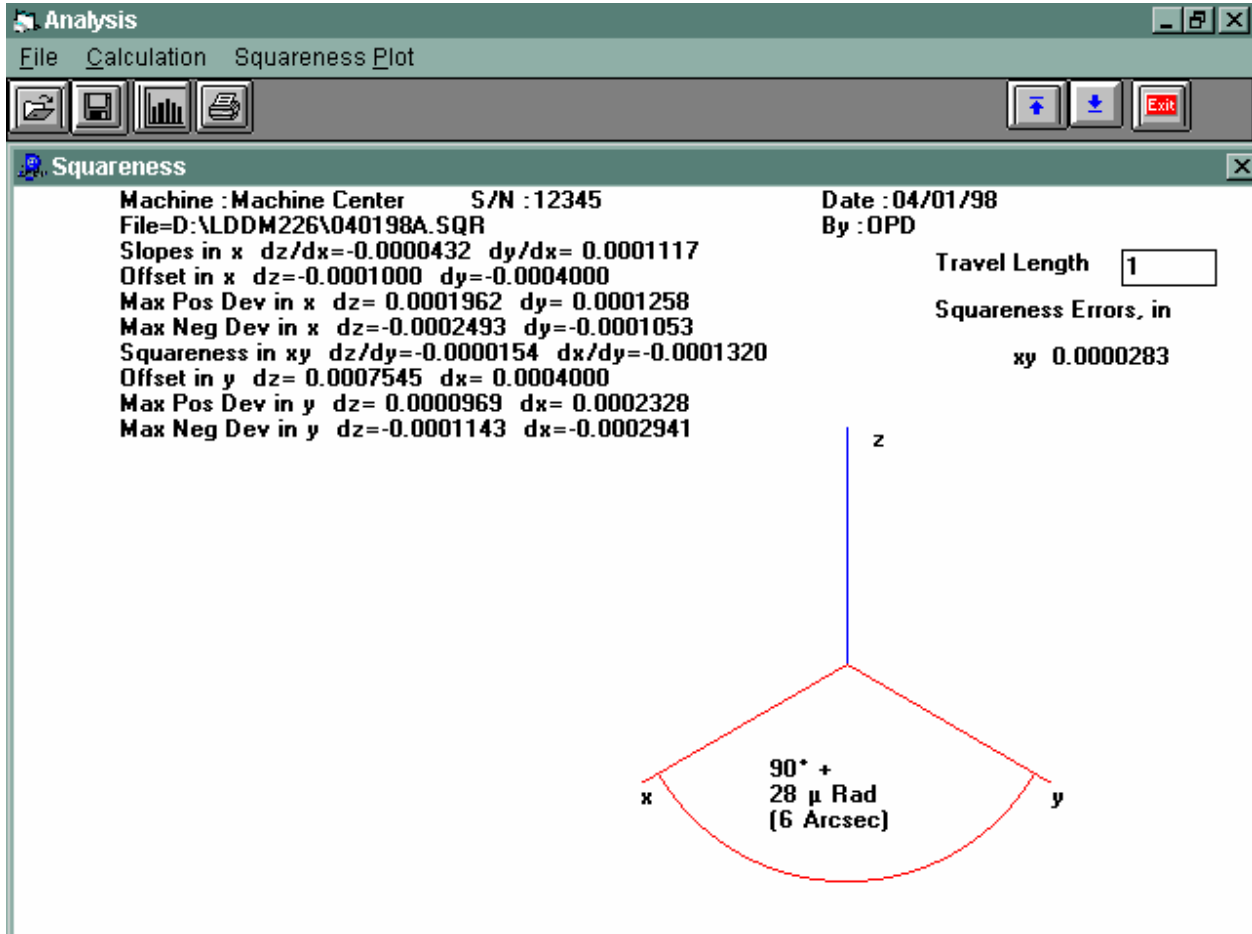 Analysis
File Calculation Squareness Plot
Exit
Squareness
Machine :Machine Center S/N :12345 Date :04/01/98
File=D:\LDDM226\040198A.SQR By :OPD
Slopes in x dz/dx=-0.0000432 dy/dx= 0.0001117
Travel Length 1
Offset in x dz=-0.0001000 dy=-0.0004000
Max Pos Dev in x dz= 0.0001962 dy= 0.0001258
Squareness Errors, in
Max Neg Dev in x dz=-0.0002493 dy=-0.0001053
Squareness in xy dz/dy=-0.0000154 dx/dy=-0.0001320
xy 0.0000283
Offset in y dz= 0.0007545 dx= 0.0004000
Max Pos Dev in y dz= 0.0000969 dx= 0.0002328
Max Neg Dev in y dz=-0.0001143 dx=-0.0002941
z
90° +
x 28 µ Rad y
(6 Arcsec)